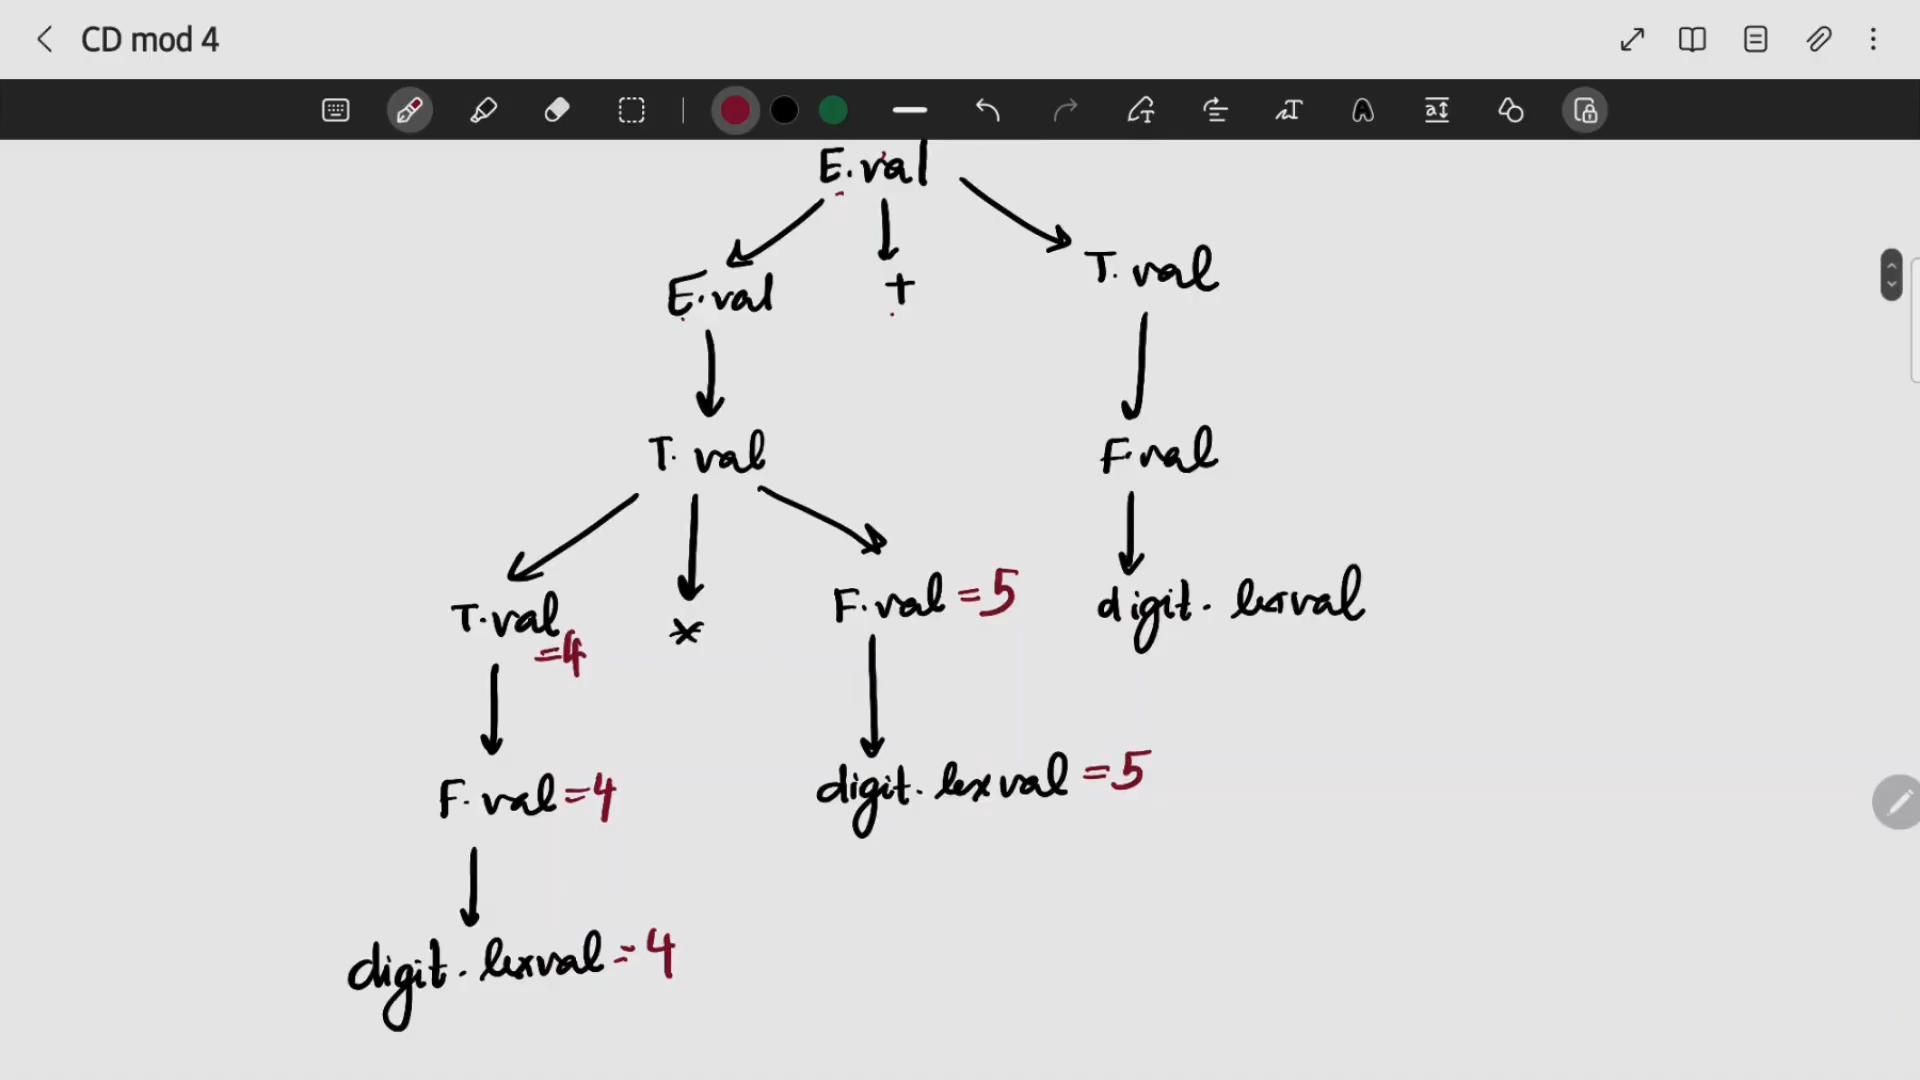 CD mod 4
E.val
E.val + T.val
T.val F.val
T.val =4 * F.val =5 digit.lexval
F.val =4 digit.lexval =5
digit.lexval =4